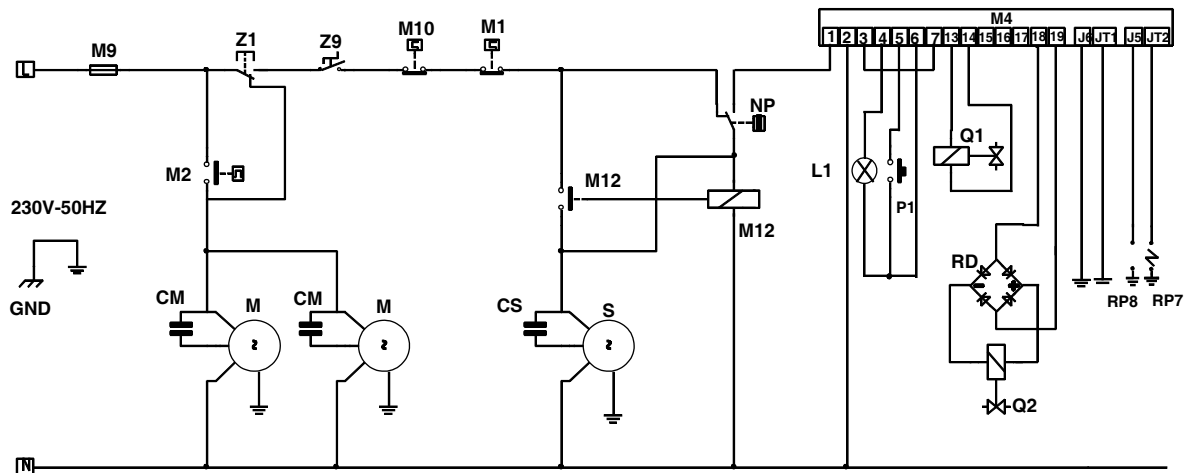 M4
1 2 3 4 5 6 7 13 14 15 16 17 18 19 J6 JT1 J5 JT2
L
M9
Z1
Z9
M10
M1
NP
M2
M12
M12
L1
P1
Q1
230V-50HZ
GND
RD
RP8
RP7
CM
M
CM
M
CS
S
~
~
~
- +
Q2
N